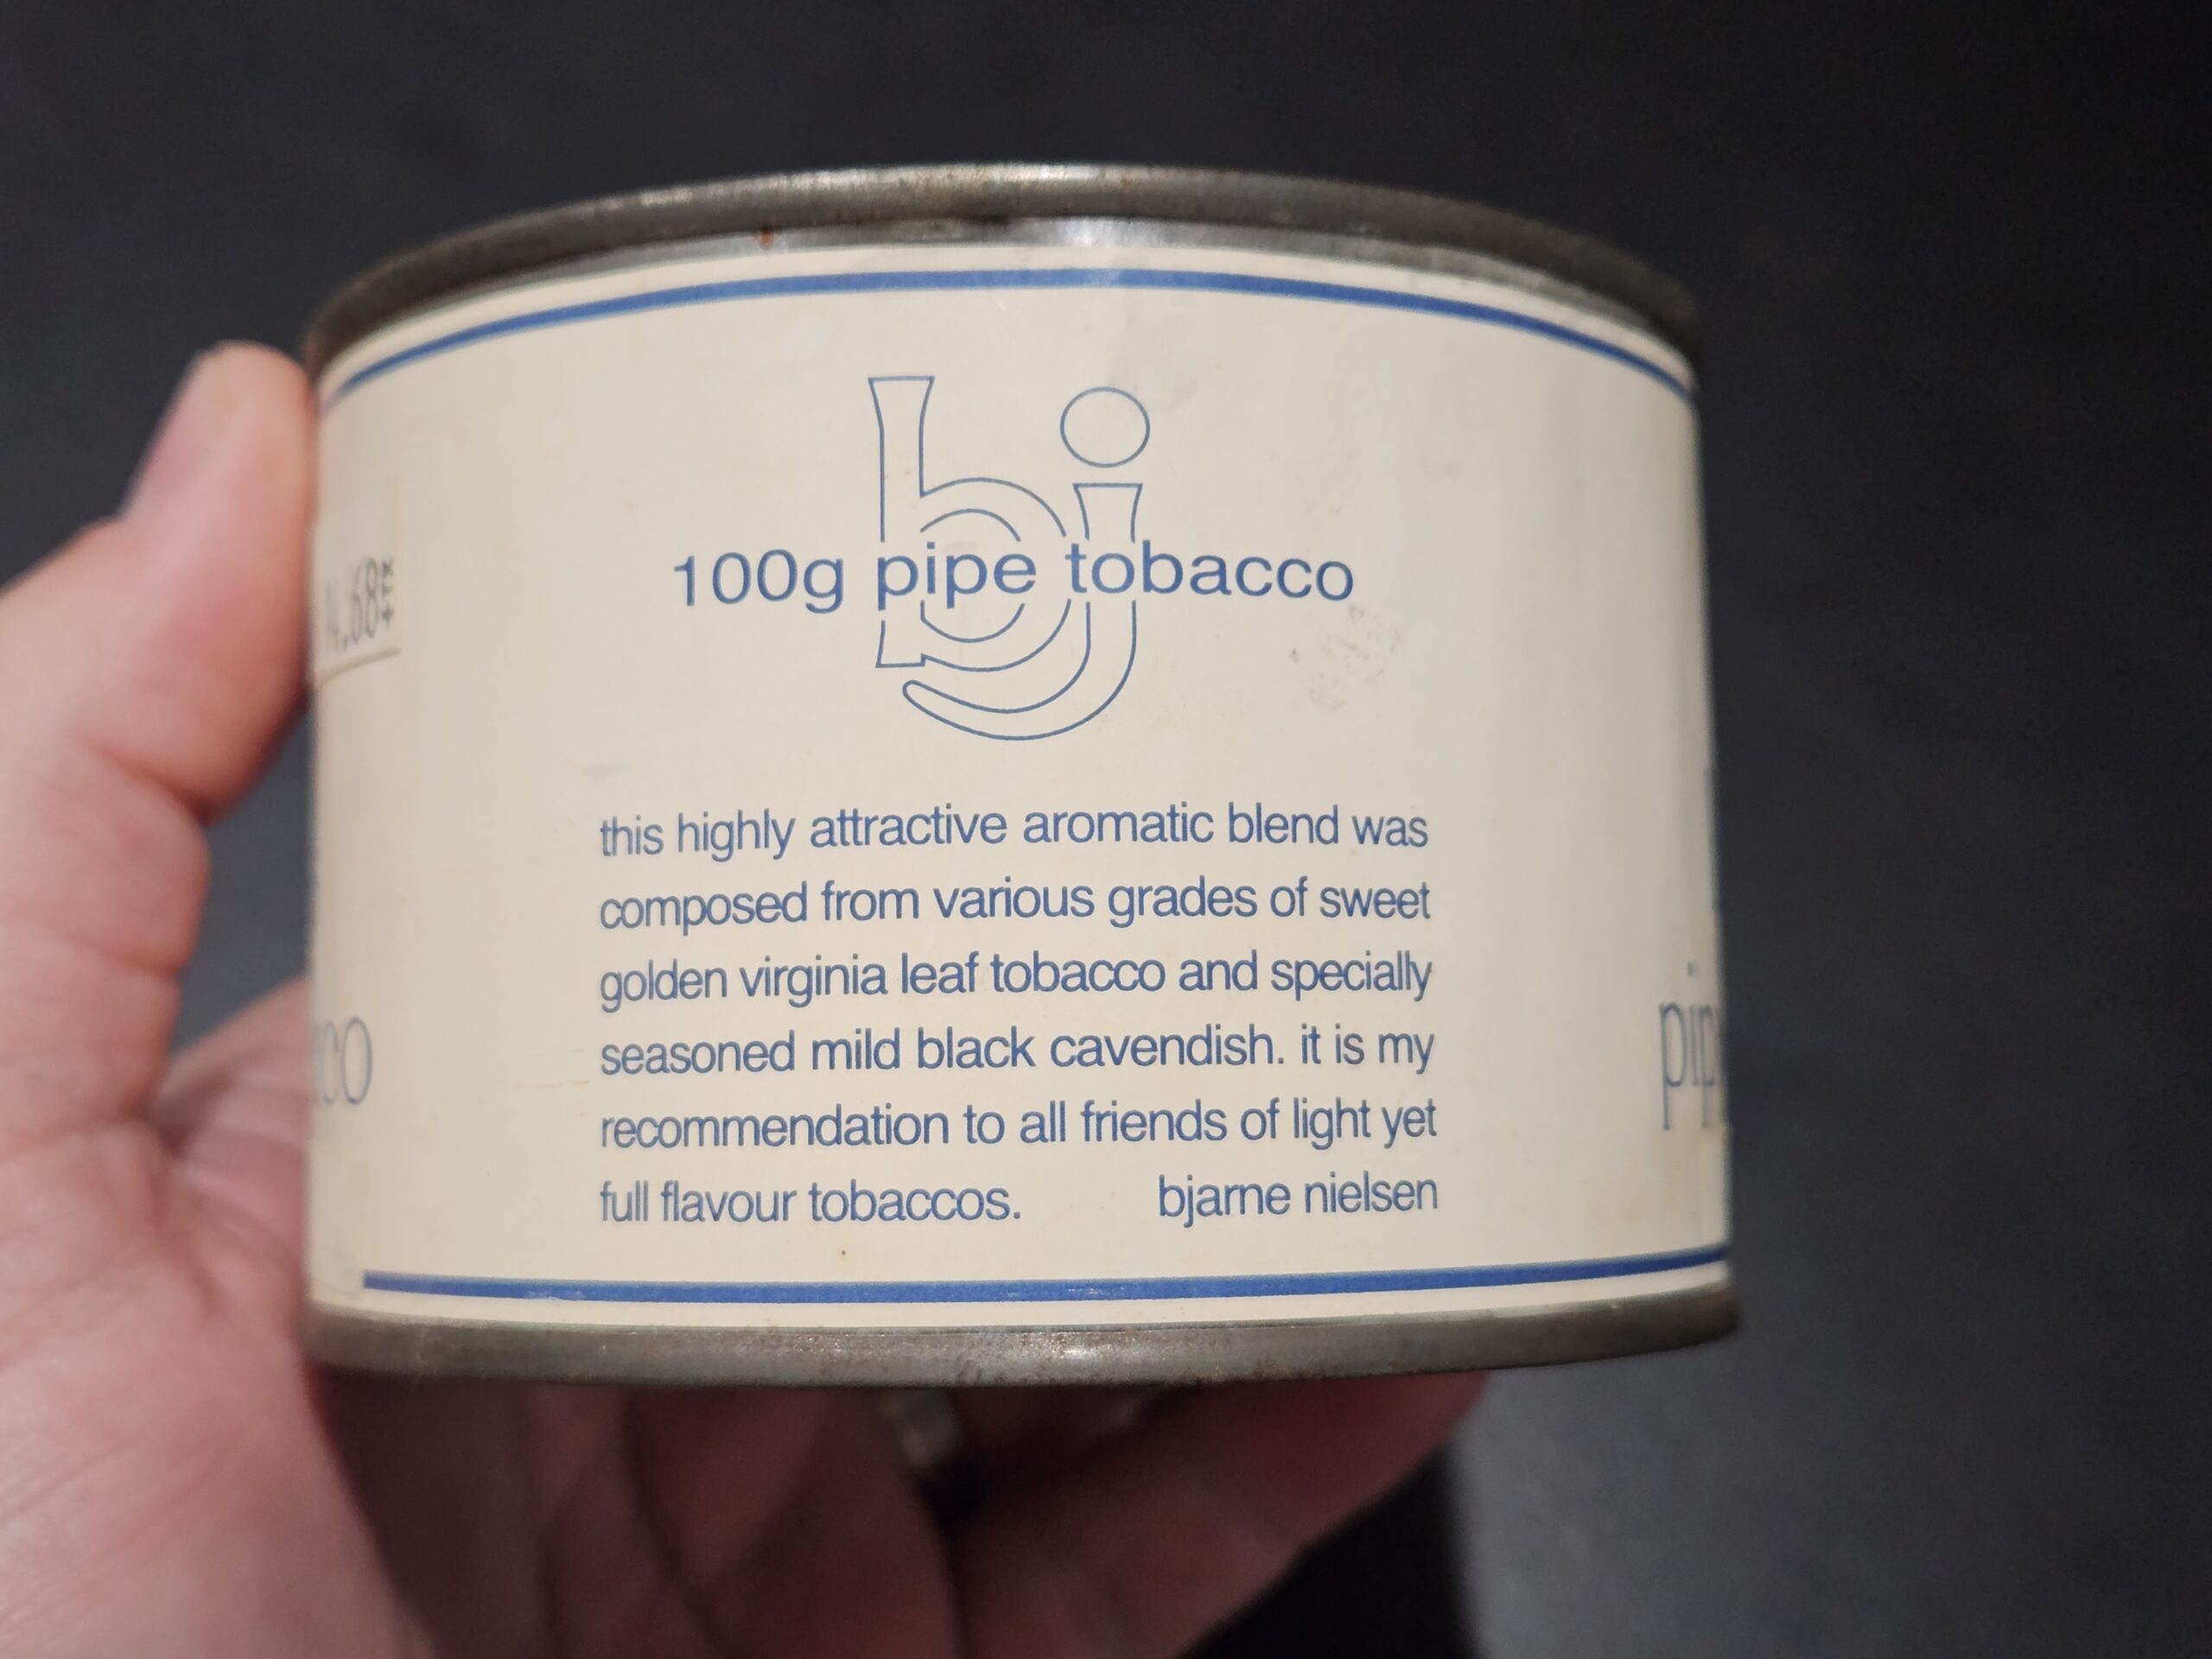 bj
100g pipe tobacco
this highly attractive aromatic blend was
composed from various grades of sweet
golden virginia leaf tobacco and specially
seasoned mild black cavendish. it is my
recommendation to all friends of light yet
full flavour tobaccos. bjarne nielsen